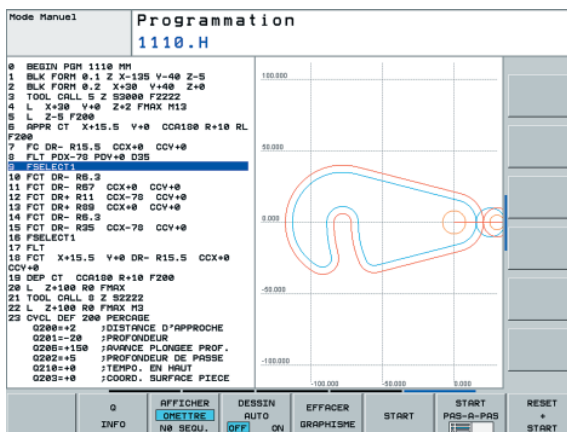 Mode Manuel
Programmation
1110.H
0 BEGIN PGM 1110 MM
1 BLK FORM 0.1 Z X-135 Y-40 Z-5
2 BLK FORM 0.2 X+30 Y+40 Z+0
3 TOOL CALL 5 Z S3000 F2222
4 L X+30 Y+0 Z+2 FMAX M13
5 L Z-5 F200
6 APPR CT X+15.5 Y+0 CCA180 R+10 RL
F200
7 FC DR- R15.5 CCX+0 CCY+0
8 FLT PDX-78 PDY+0 D35
9 FSELECT1
10 FCT DR- R6.3
11 FCT DR- R67 CCX+0 CCY+0
12 FCT DR+ R11 CCX-78 CCY+0
13 FCT DR+ R89 CCX+0 CCY+0
14 FCT DR- R6.3
15 FCT DR- R35 CCX-78 CCY+0
16 FSELECT1
17 FLT
18 FCT X+15.5 Y+0 DR- R15.5 CCX+0
CCY+0
19 DEP CT CCA180 R+10 F200
20 L Z+100 R0 FMAX
21 TOOL CALL 8 Z S2222
22 L Z+100 R0 FMAX M3
23 CYCL DEF 200 PERCAGE
Q200=+2 ;DISTANCE D'APPROCHE
Q201=-20 ;PROFONDEUR
Q206=+150 ;AVANCE PLONGEE PROF.
Q202=+5 ;PROFONDEUR DE PASSE
Q210=+0 ;TEMPO. EN HAUT
Q203=+0 ;COORD. SURFACE PIECE
100.000
50.000
0.000
-50.000
-100.000
-100.000 -50.000 0.000
Q
INFO
AFFICHER
OMETTRE
N0 SEQU.
DESSIN
AUTO
OFF ON
EFFACER
GRAPHISME
START
START
PAS-A-PAS
RESET
+
START